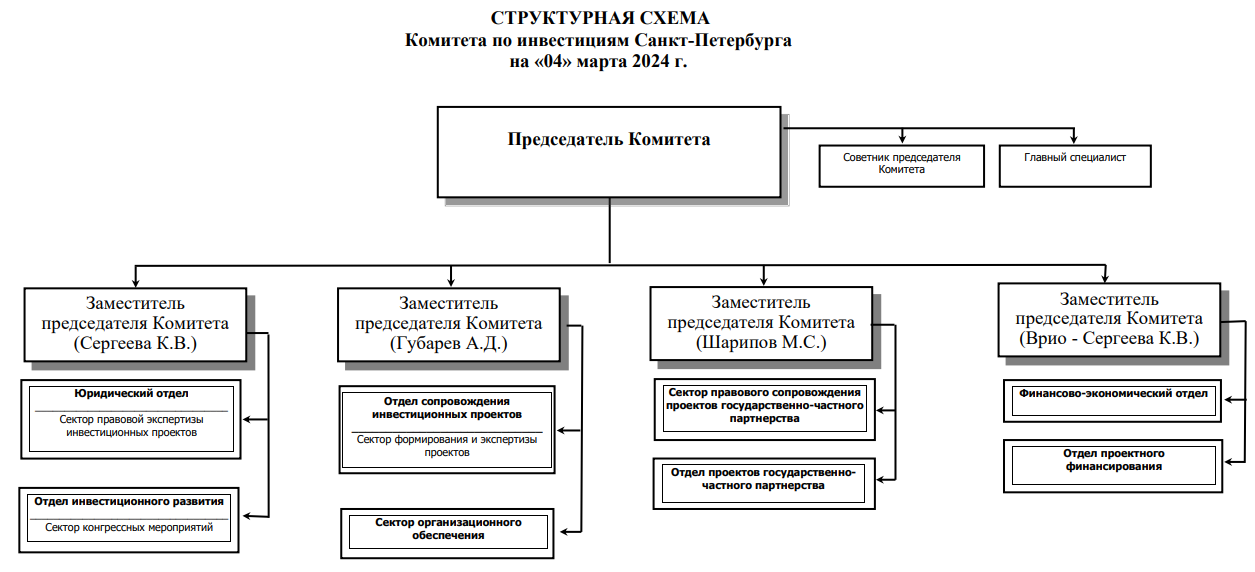 СТРУКТУРНАЯ СХЕМА
Комитета по инвестициям Санкт-Петербурга
на «04» марта 2024 г.
Председатель Комитета
Советник председателя
Комитета
Главный специалист
Заместитель
председателя Комитета
(Сергеева К.В.)
Юридический отдел
Сектор правовой экспертизы
инвестиционных проектов
Отдел инвестиционного развития
Сектор конгрессных мероприятий
Заместитель
председателя Комитета
(Губарев А.Д.)
Отдел сопровождения
инвестиционных проектов
Сектор формирования и экспертизы
проектов
Сектор организационного
обеспечения
Заместитель
председателя Комитета
(Шарипов М.С.)
Сектор правового сопровождения
проектов государственно-частного
партнерства
Отдел проектов государственно-
частного партнерства
Заместитель
председателя Комитета
(Врио - Сергеева К.В.)
Финансово-экономический отдел
Отдел проектного
финансирования